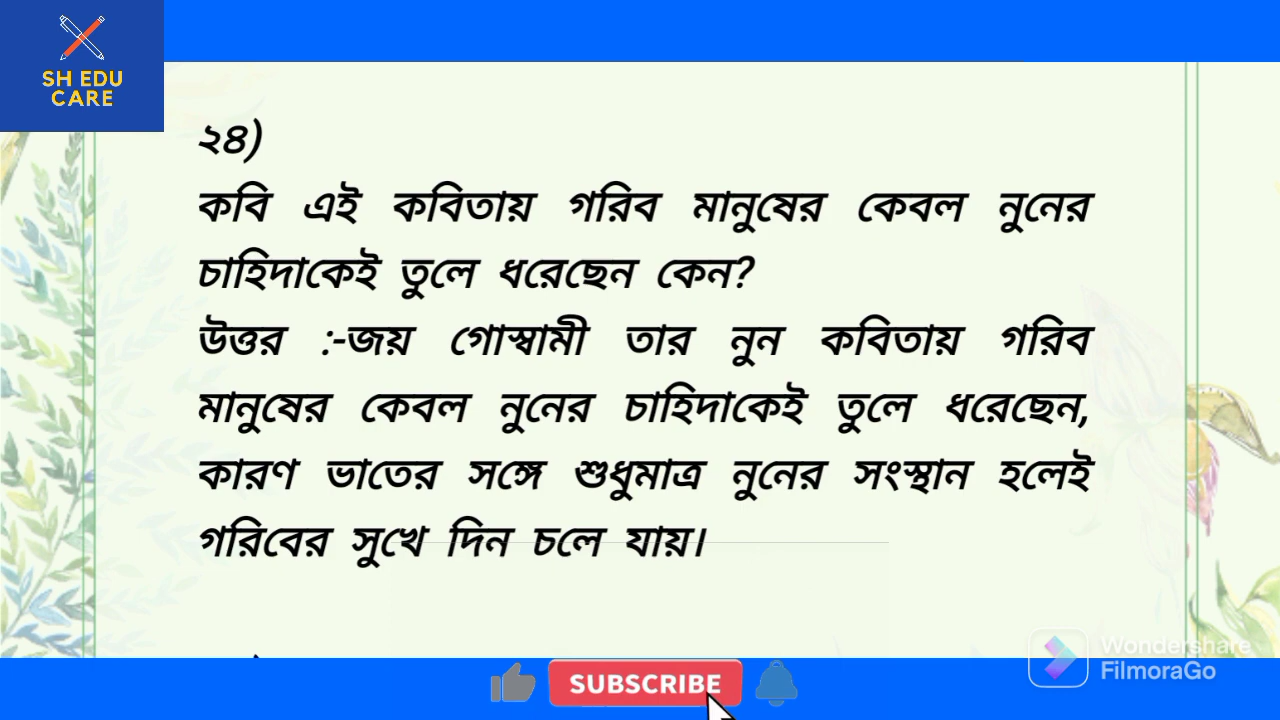 SH EDU
CARE
২৪)
কবি এই কবিতায় গরিব মানুষের কেবল নুনের
চাহিদাকেই তুলে ধরেছেন কেন?
উত্তর :-জয় গোস্বামী তার নুন কবিতায় গরিব
মানুষের কেবল নুনের চাহিদাকেই তুলে ধরেছেন,
কারণ ভাতের সঙ্গে শুধুমাত্র নুনের সংস্থান হলেই
গরিবের সুখে দিন চলে যায়।
Wondershare
FilmoraGo
SUBSCRIBE